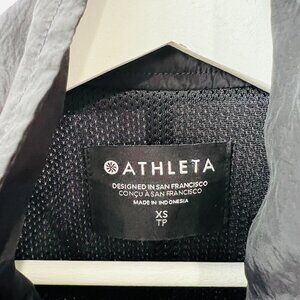 ATHLETA
DESIGNED IN SAN FRANCISCO
CONÇU À SAN FRANCISCO
MADE IN INDONESIA
XS
TP